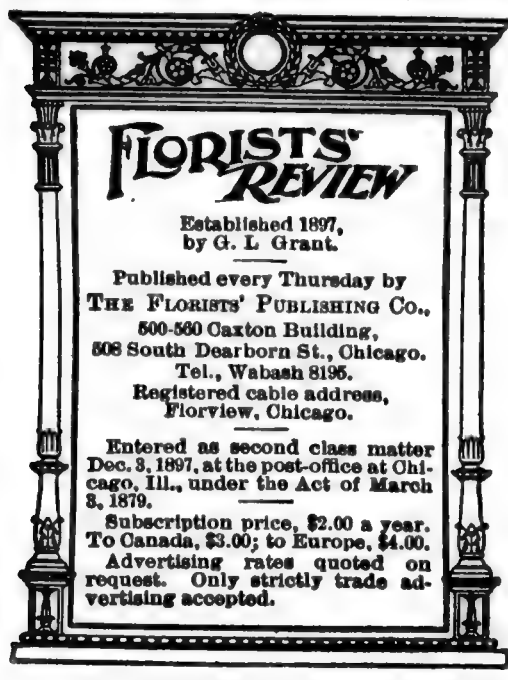 FLORISTS'
REVIEW
Established 1897,
by G. L Grant.
Published every Thursday by
THE FLORISTS' PUBLISHING CO.,
500-560 Caxton Building,
508 South Dearborn St., Chicago.
Tel., Wabash 8195.
Registered cable address,
Florview, Chicago.
Entered as second class matter
Dec. 3, 1897, at the post-office at Chi-
cago, Ill., under the Act of March
3, 1879.
Subscription price, $2.00 a year.
To Canada, $3.00; to Europe, $4.00.
Advertising rates quoted on
request. Only strictly trade ad-
vertising accepted.